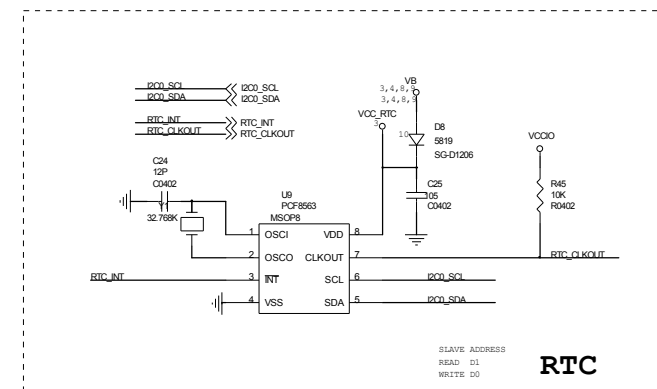 I2C0_SCL I2C0_SCL
I2C0_SDA I2C0_SDA
RTC_INT RTC_INT
RTC_CLKOUT RTC_CLKOUT
VB
3,4,8,9
3,4,8,9
VCC_RTC
3
10
D8
5819
SG-D1206
VCCIO
C24
12P
C0402
Y1
32.768K
U9
PCF8563
MSOP8
C25
105
C0402
R45
10K
R0402
1 OSCI VDD 8
2 OSCO CLKOUT 7 RTC_CLKOUT
RTC_INT 3 INT SCL 6 I2C0_SCL
4 VSS SDA 5 I2C0_SDA
SLAVE ADDRESS
READ D1
WRITE D0
RTC